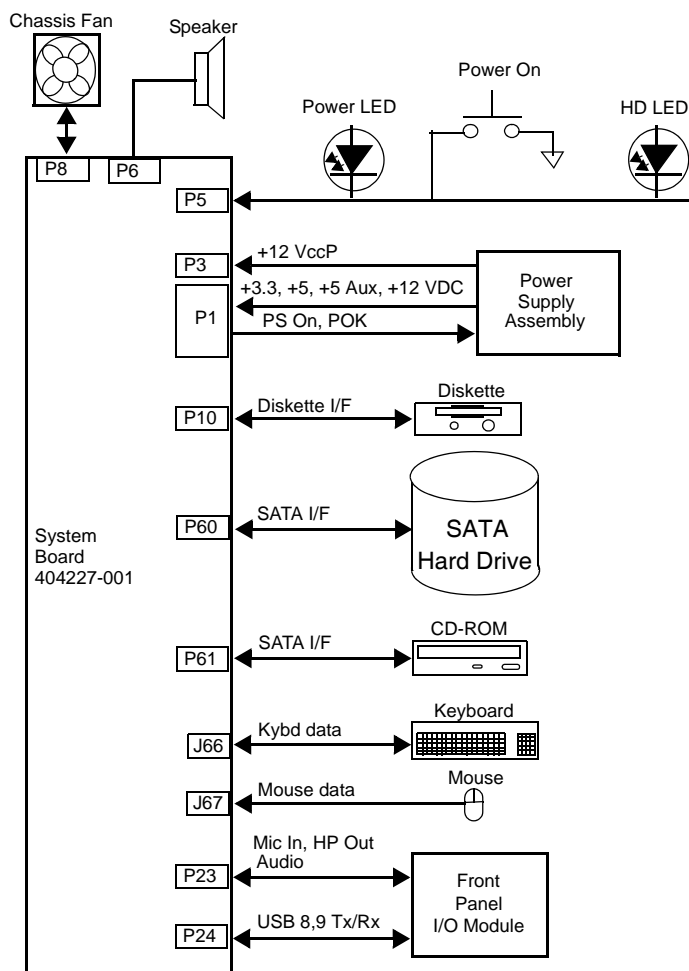 Chassis Fan
Speaker
Power On
Power LED
HD LED
P8
P6
P5
P3
+12 VccP
P1
+3.3, +5, +5 Aux, +12 VDC
PS On, POK
Power
Supply
Assembly
P10
Diskette I/F
Diskette
P60
SATA I/F
SATA
Hard Drive
System
Board
404227-001
P61
SATA I/F
CD-ROM
J66
Kybd data
Keyboard
J67
Mouse data
Mouse
P23
Mic In, HP Out
Audio
P24
USB 8,9 Tx/Rx
Front
Panel
I/O Module